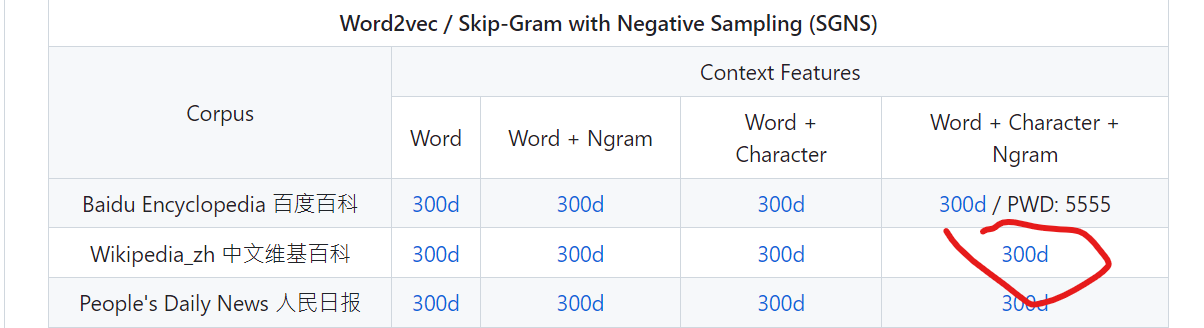 Word2vec / Skip-Gram with Negative Sampling (SGNS)
Corpus
Context Features
Word
Word + Ngram
Word +
Character
Word + Character +
Ngram
Baidu Encyclopedia 百度百科
300d
300d
300d
300d / PWD: 5555
Wikipedia_zh 中文维基百科
300d
300d
300d
300d
People's Daily News 人民日报
300d
300d
300d
300d